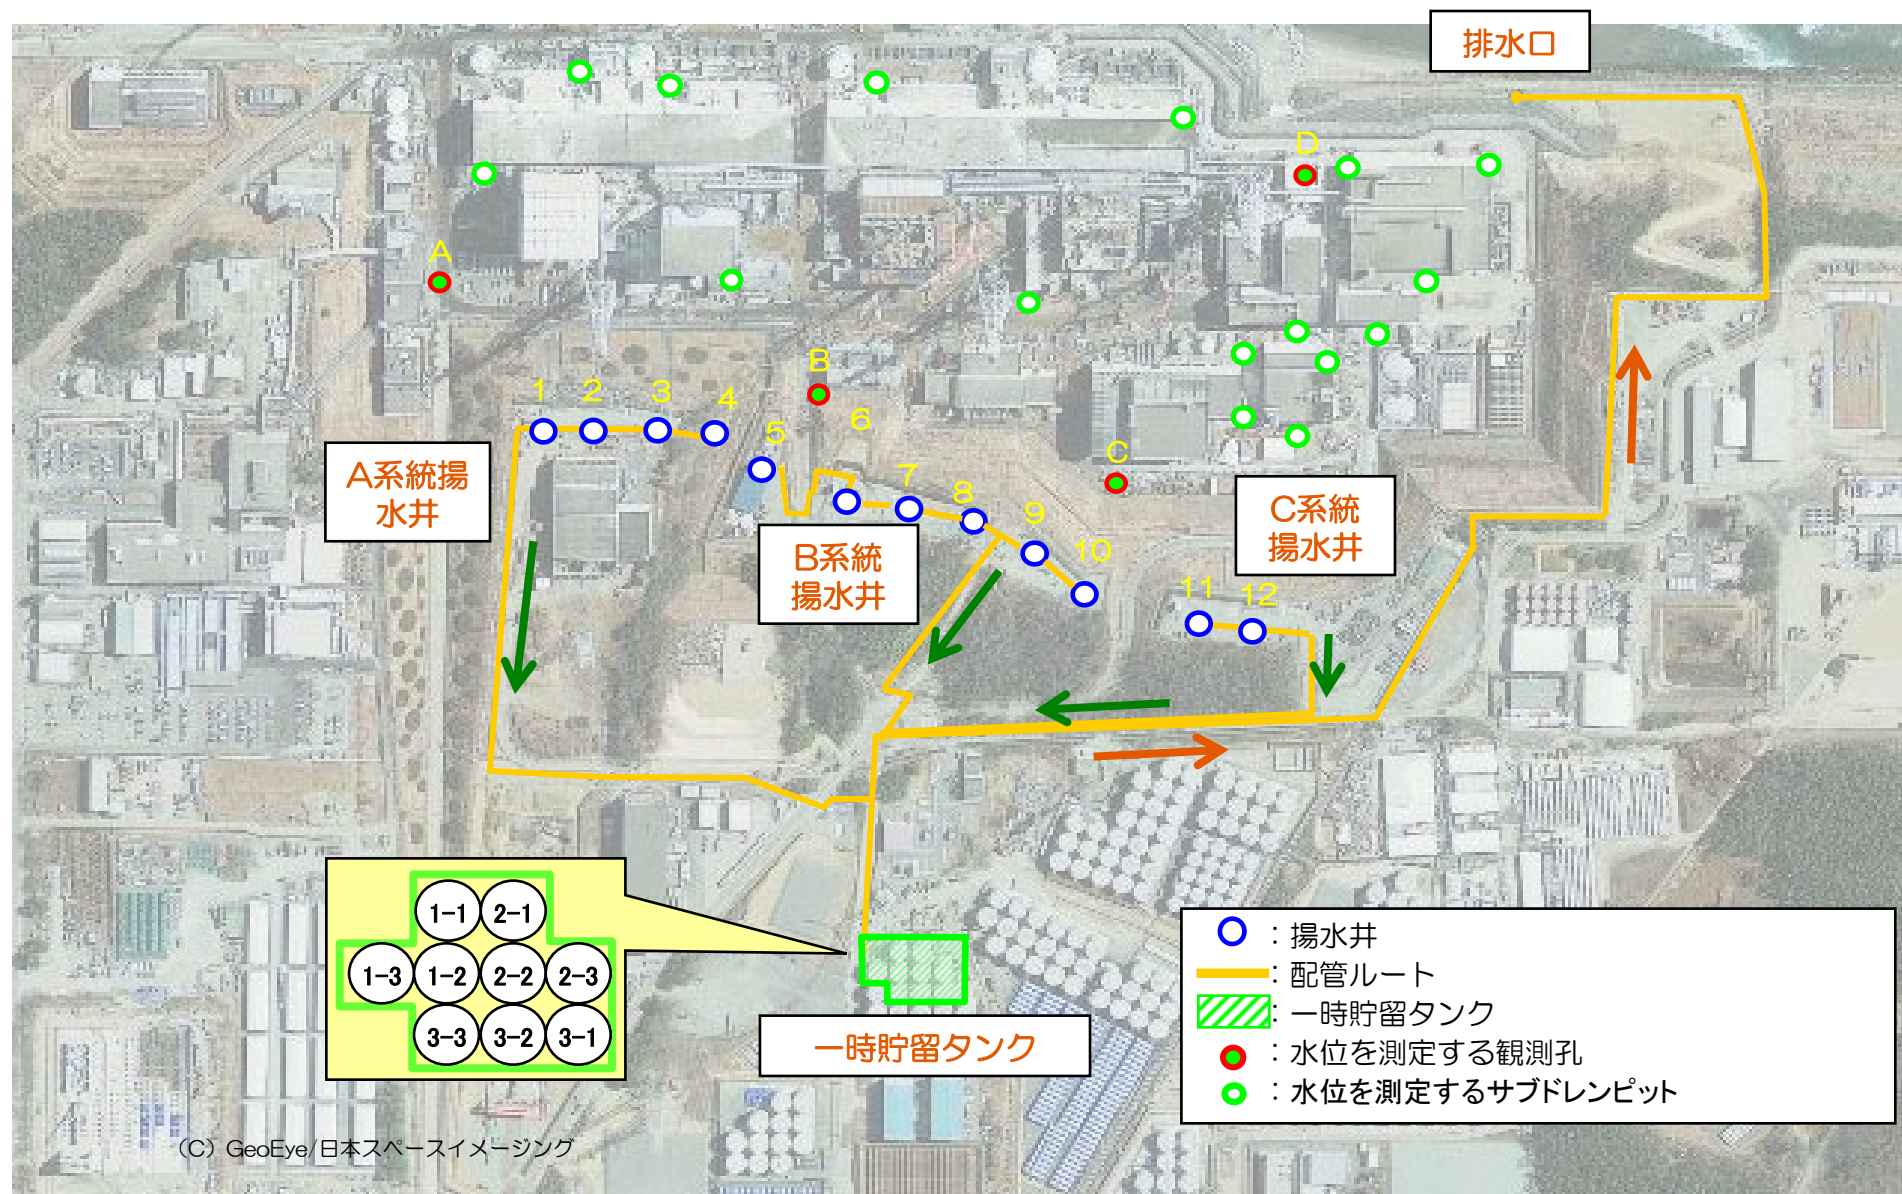 排水口
D
A
B
C
1
2
3
4
5
6
7
8
9
10
11
12
A系統揚
水井
B系統
揚水井
C系統
揚水井
1-1
2-1
1-3
1-2
2-2
2-3
3-3
3-2
3-1
一時貯留タンク
：揚水井
：配管ルート
：一時貯留タンク
：水位を測定する観測孔
：水位を測定するサブドレンピット
(C) GeoEye/日本スペースイメージング